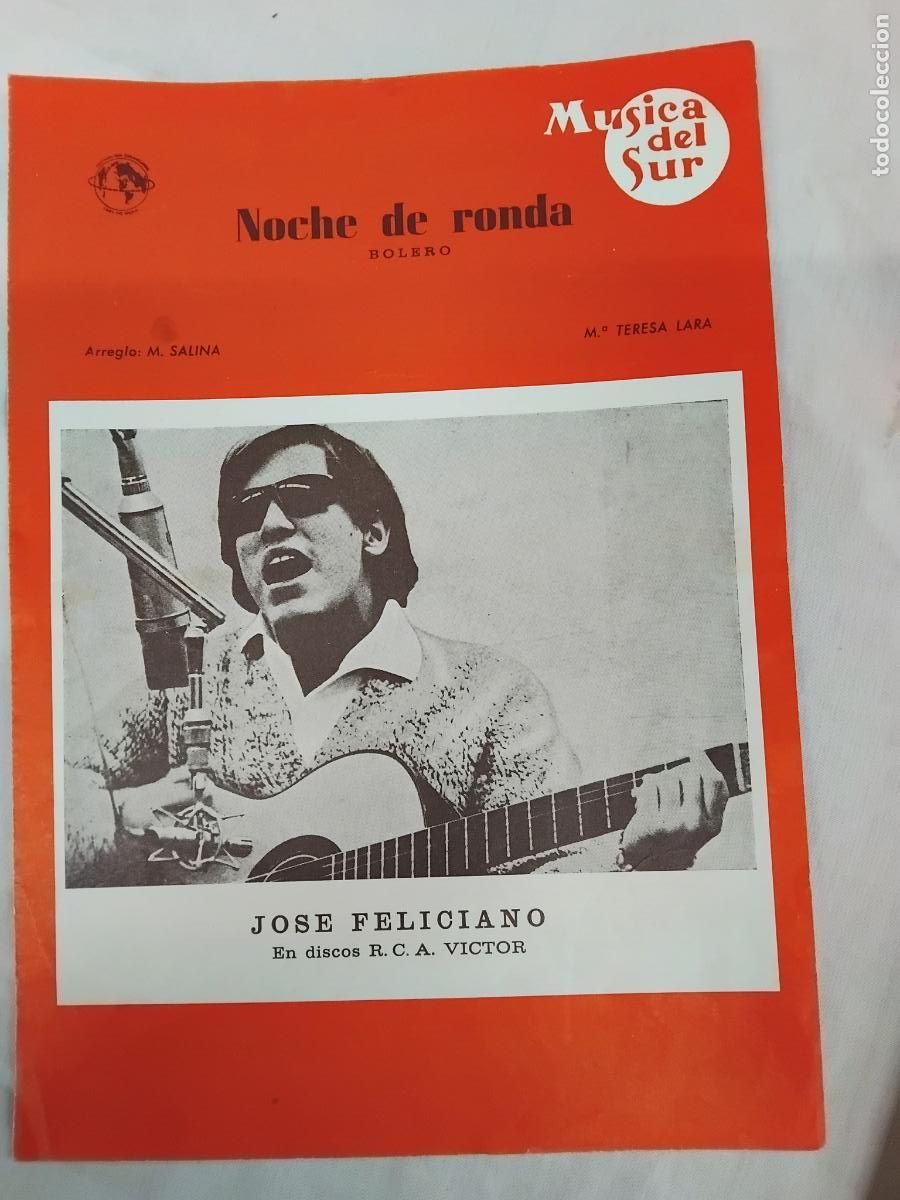 Musica
del
Sur
Noche de ronda
BOLERO
Arreglo: M. SALINA
M.ª TERESA LARA
JOSE FELICIANO
En discos R. C. A. VICTOR
todocoleccion